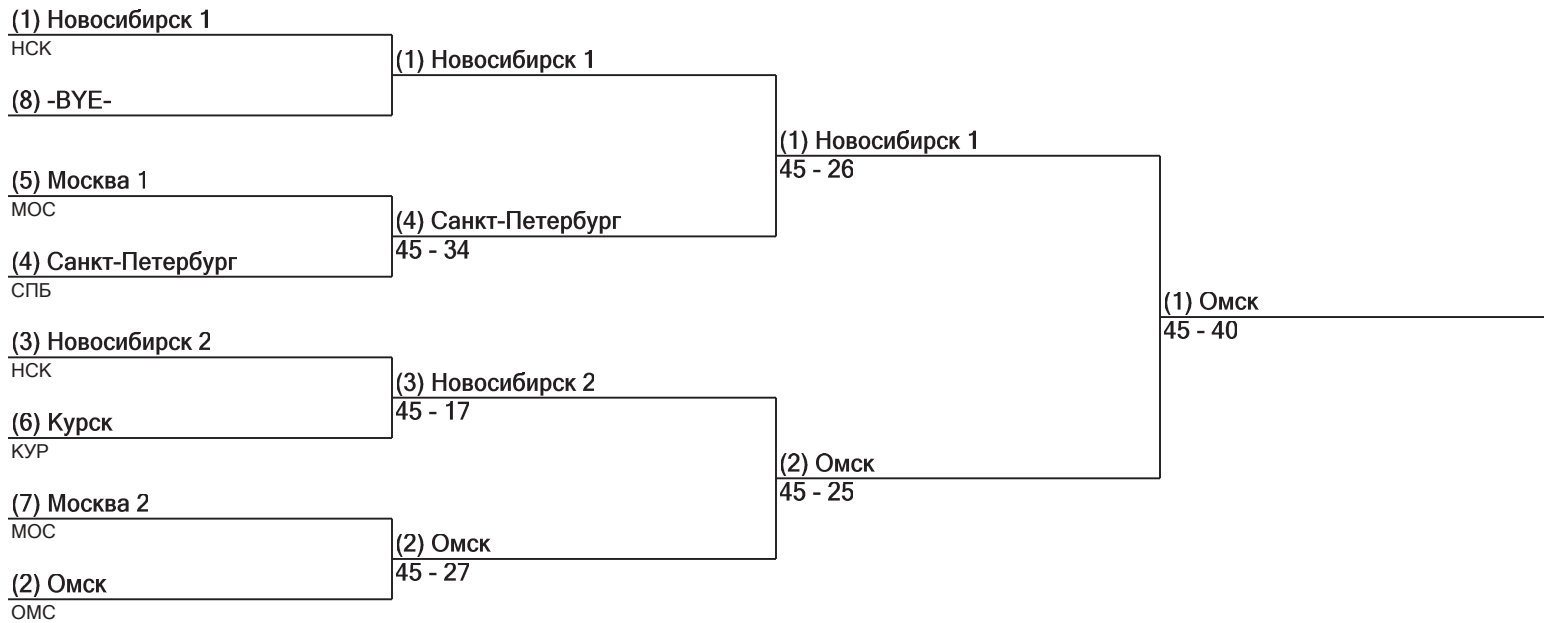 (1) Новосибирск 1
НСК
(8) -BYE-
(5) Москва 1
МОС
(4) Санкт-Петербург
СПБ
(3) Новосибирск 2
НСК
(6) Курск
КУР
(7) Москва 2
МОС
(2) Омск
ОМС
(1) Новосибирск 1
(4) Санкт-Петербург
45 - 34
(3) Новосибирск 2
45 - 17
(2) Омск
45 - 27
(1) Новосибирск 1
45 - 26
(2) Омск
45 - 25
(1) Омск
45 - 40